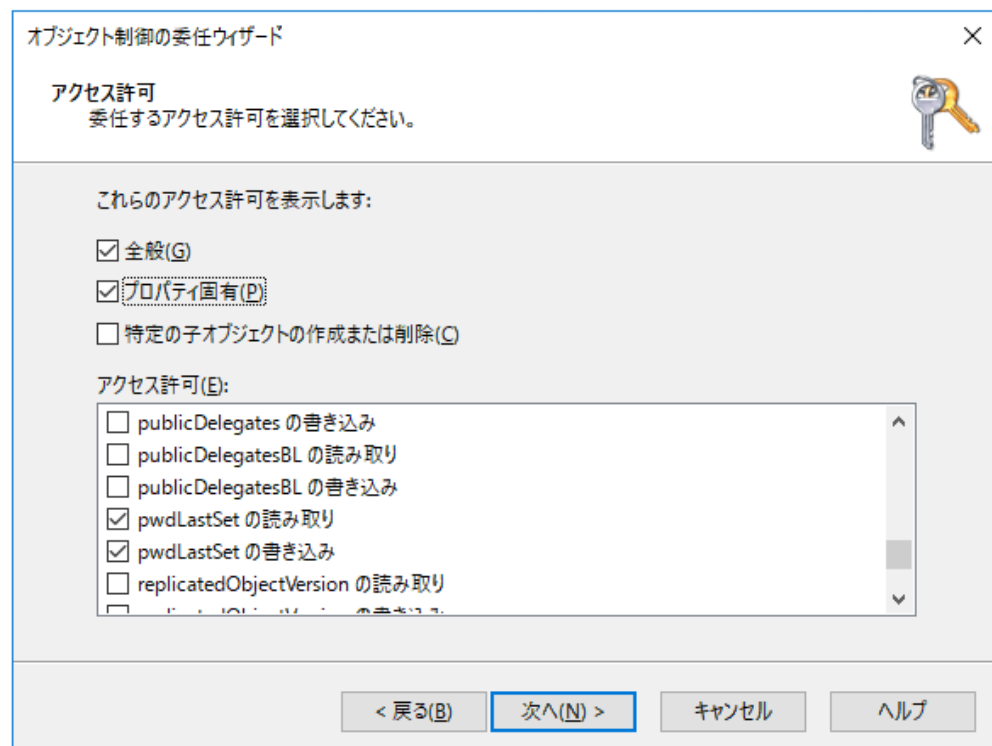 オブジェクト制御の委任ウィザード
アクセス許可
委任するアクセス許可を選択してください。
これらのアクセス許可を表示します:
全般(G)
プロパティ固有(P)
特定の子オブジェクトの作成または削除(C)
アクセス許可(E):
publicDelegates の書き込み
publicDelegatesBL の読み取り
publicDelegatesBL の書き込み
pwdLastSet の読み取り
pwdLastSet の書き込み
replicatedObjectVersion の読み取り
< 戻る(B)
次へ(N) >
キャンセル
ヘルプ